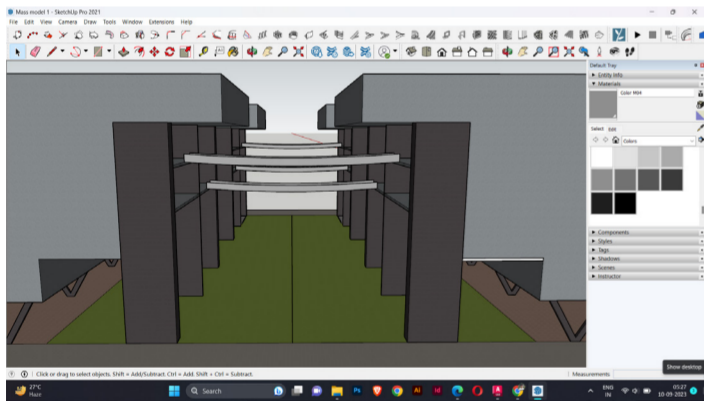 Mass model 1 - SketchUp Pro 2021
File Edit View Camera Draw Tools Window Extensions Help
Default Tray
Entity Info
Materials
Color M04
Select Edit
Colors
Components
Styles
Tags
Shadows
Scenes
Instructor
Click or drag to select objects. Shift = Add/Subtract. Ctrl = Add. Shift + Ctrl = Subtract.
Measurements
Show desktop
27°C
Haze
Search
ENG
IN
05:27
10-09-2023